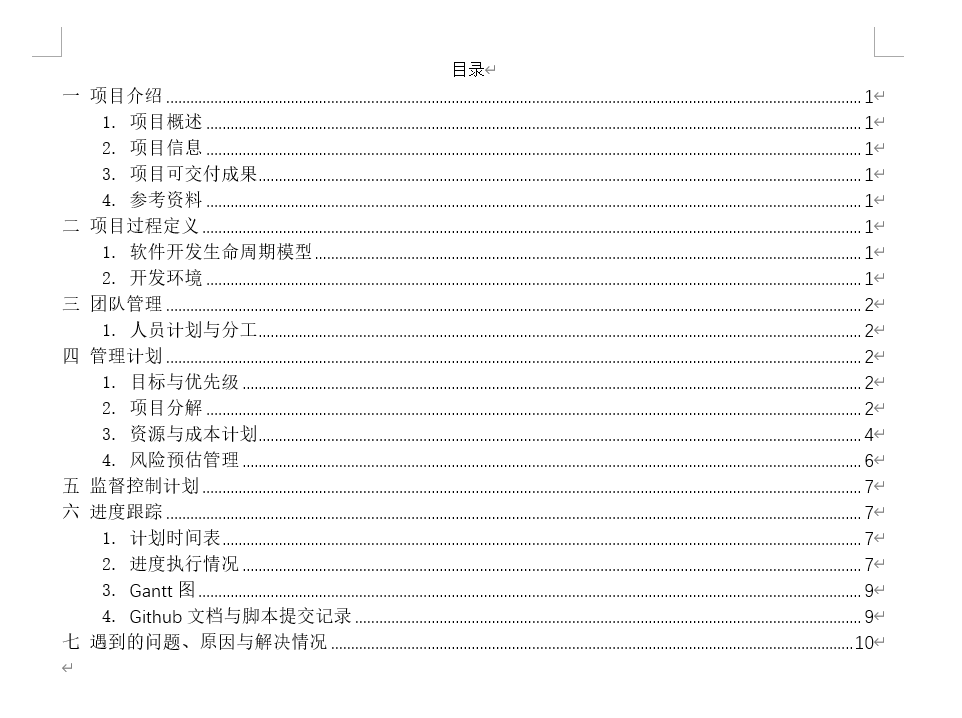 目录
一 项目介绍 1
1. 项目概述 1
2. 项目信息 1
3. 项目可交付成果 1
4. 参考资料 1
二 项目过程定义 1
1. 软件开发生命周期模型 1
2. 开发环境 1
三 团队管理 2
1. 人员计划与分工 2
四 管理计划 2
1. 目标与优先级 2
2. 项目分解 2
3. 资源与成本计划 4
4. 风险预估管理 6
五 监督控制计划 7
六 进度跟踪 7
1. 计划时间表 7
2. 进度执行情况 7
3. Gantt 图 9
4. Github 文档与脚本提交记录 9
七 遇到的问题、原因与解决情况 10